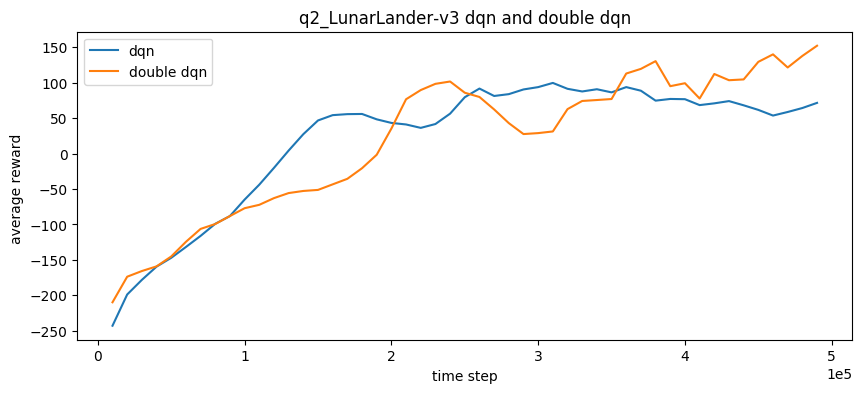 q2_LunarLander-v3 dqn and double dqn
dqn
double dqn
average reward
150
100
50
0
−50
−100
−150
−200
−250
0 1 2 3 4 5
1e5
time step